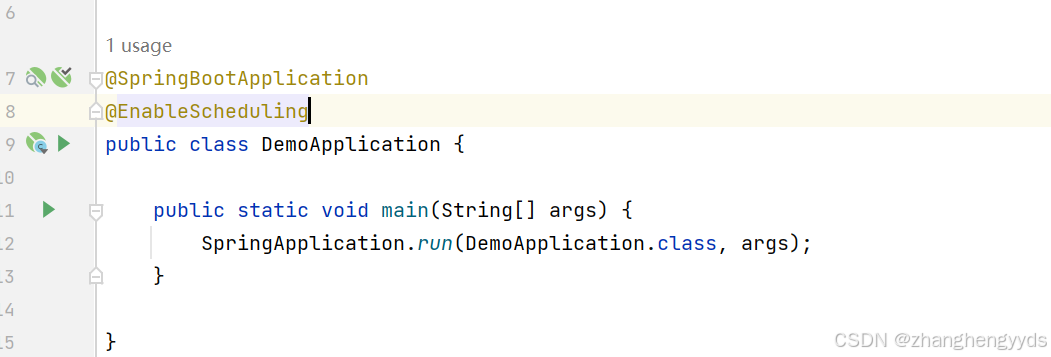 6
1 usage
7 @SpringBootApplication
8 @EnableScheduling
9 public class DemoApplication {
10
11 public static void main(String[] args) {
12 SpringApplication.run(DemoApplication.class, args);
13 }
14
15 }
CSDN @zhanghengyyds